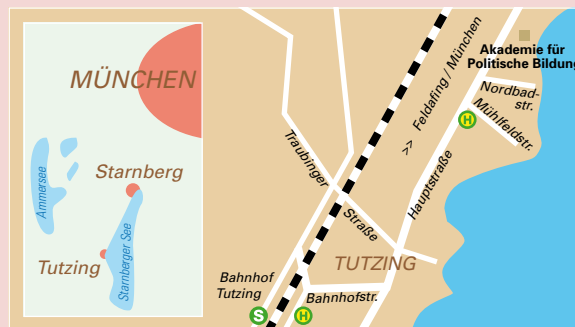 MÜNCHEN
Ammersee
Starnberg
Starnberger See
Tutzing
Akademie für
Politische Bildung
>> Feldafing / München
Nordbad-
str.
Mühlfeldstr.
H
Traubinger
Straße
Hauptstraße
TUTZING
Bahnhof
Tutzing
Bahnhofstr.
S
H